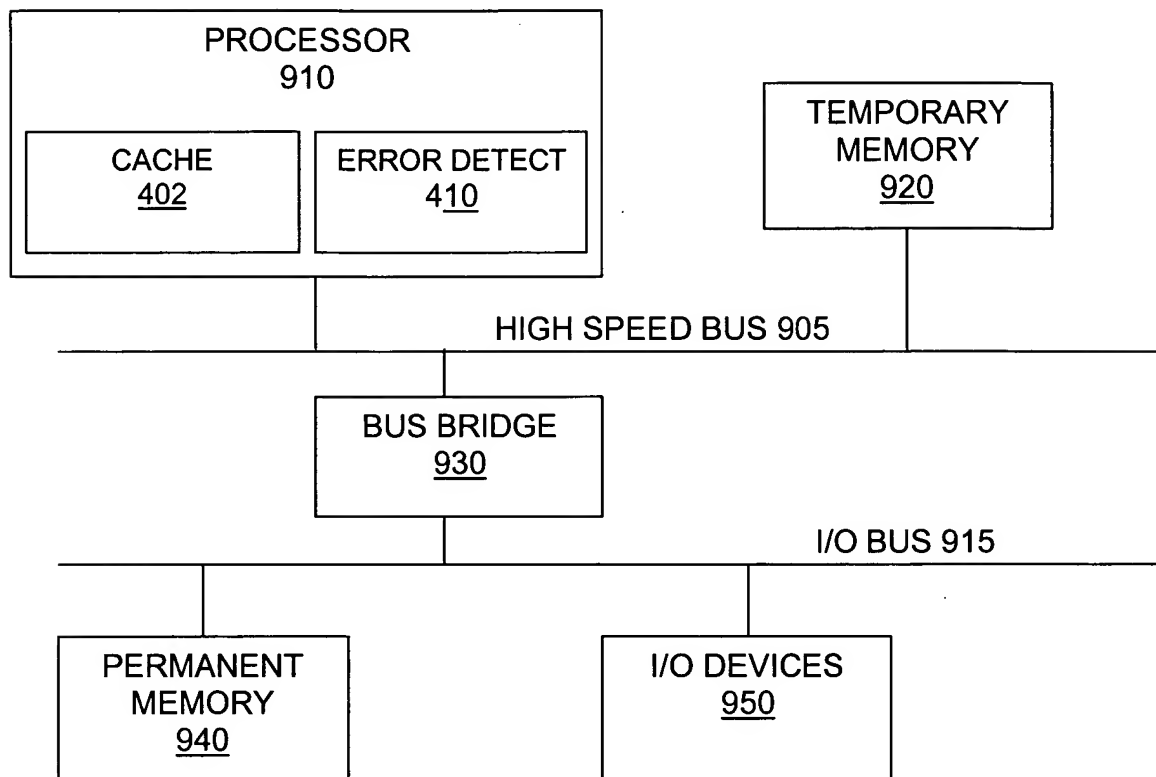 PROCESSOR
910
CACHE
402
ERROR DETECT
410
TEMPORARY
MEMORY
920
HIGH SPEED BUS 905
BUS BRIDGE
930
I/O BUS 915
PERMANENT
MEMORY
940
I/O DEVICES
950